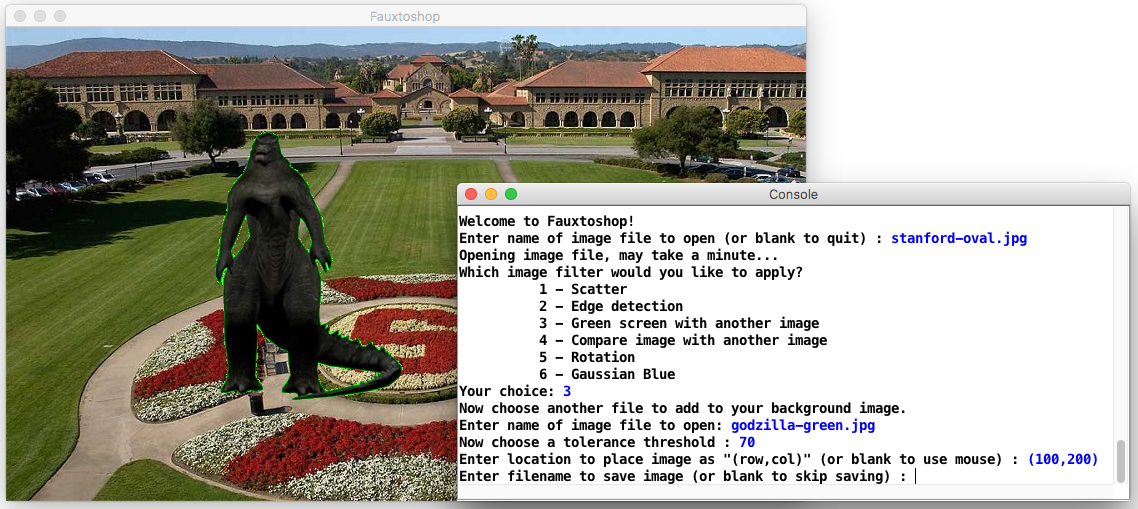 Fauxtoshop
Console
Welcome to Fauxtoshop!
Enter name of image file to open (or blank to quit) : stanford-oval.jpg
Opening image file, may take a minute...
Which image filter would you like to apply?
1 - Scatter
2 - Edge detection
3 - Green screen with another image
4 - Compare image with another image
5 - Rotation
6 - Gaussian Blue
Your choice: 3
Now choose another file to add to your background image.
Enter name of image file to open: godzilla-green.jpg
Now choose a tolerance threshold : 70
Enter location to place image as "(row,col)" (or blank to use mouse) : (100,200)
Enter filename to save image (or blank to skip saving) :